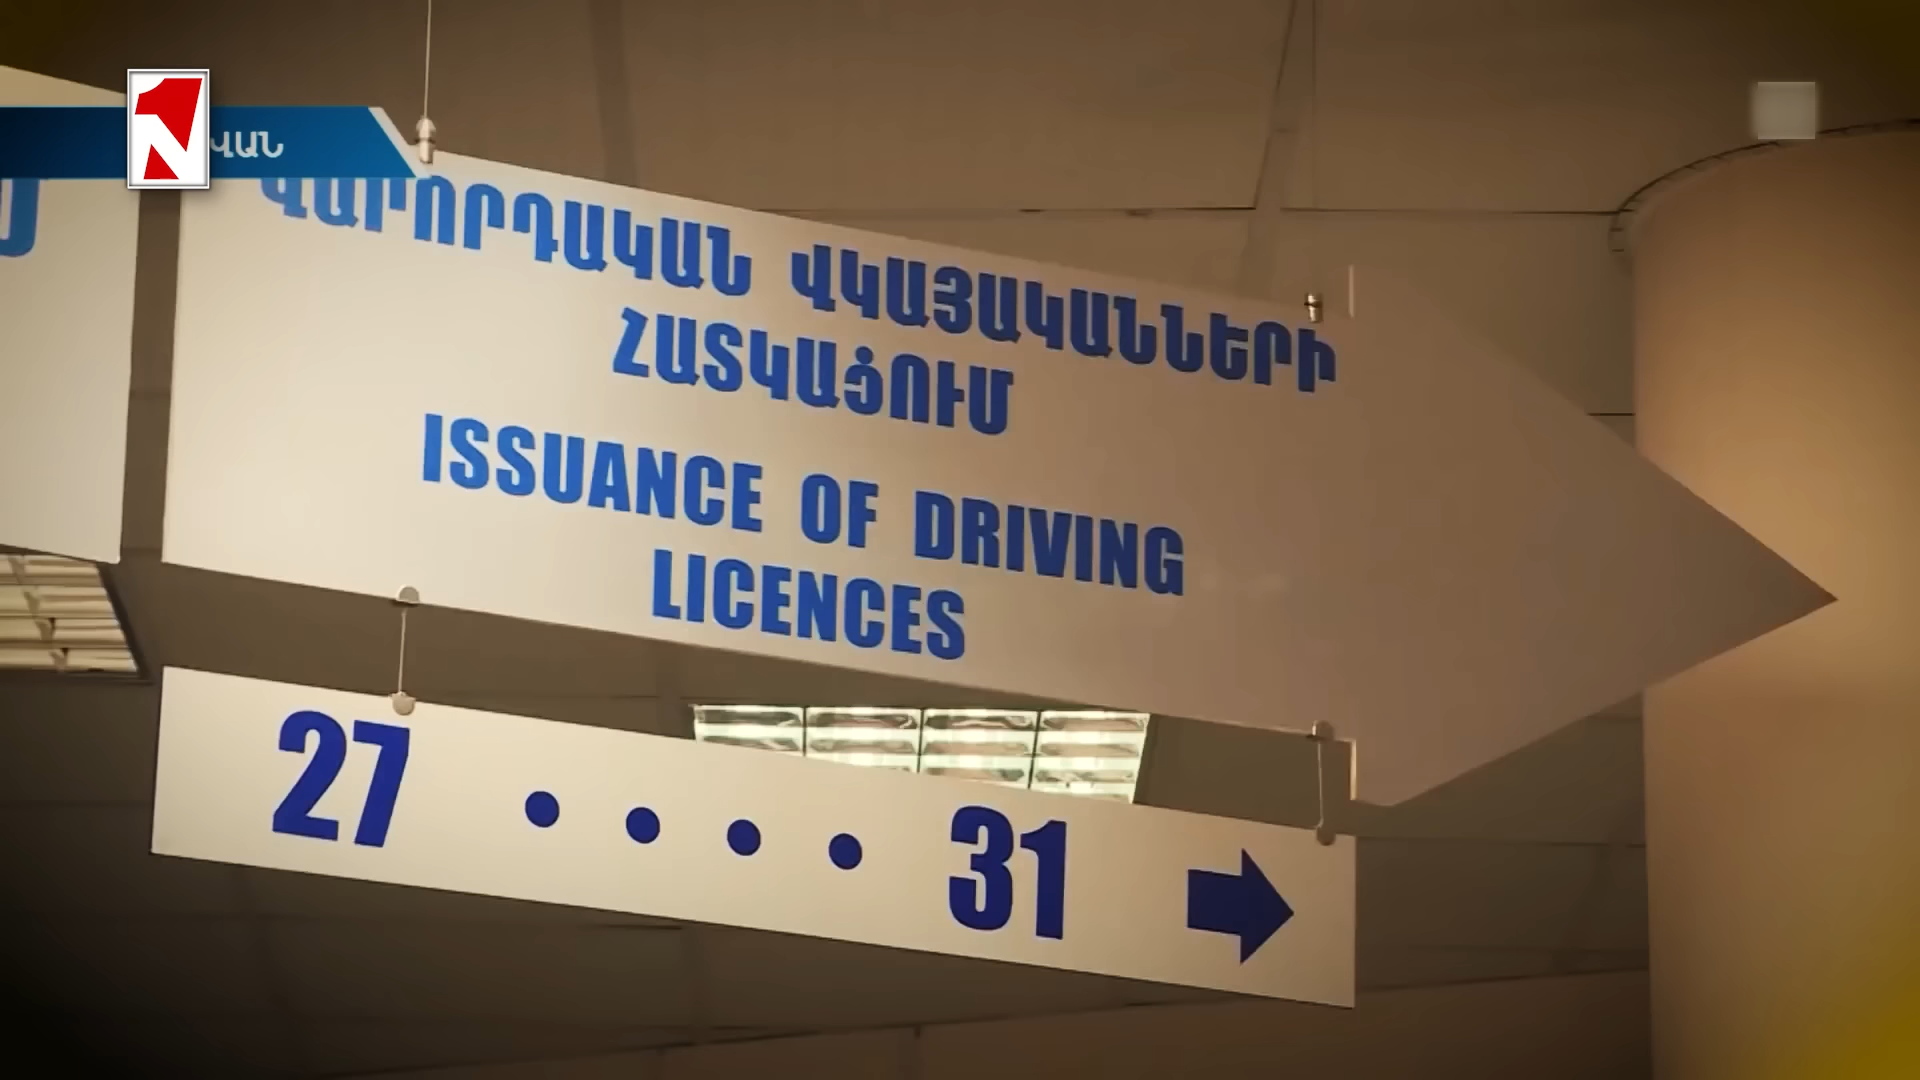 ՎԱՐՈՐԴԱԿԱՆ ՎԿԱՅԱԿԱՆՆԵՐԻ
ՀԱՏԿԱՑՈՒՄ
ISSUANCE OF DRIVING
LICENCES
27 . . . . 31